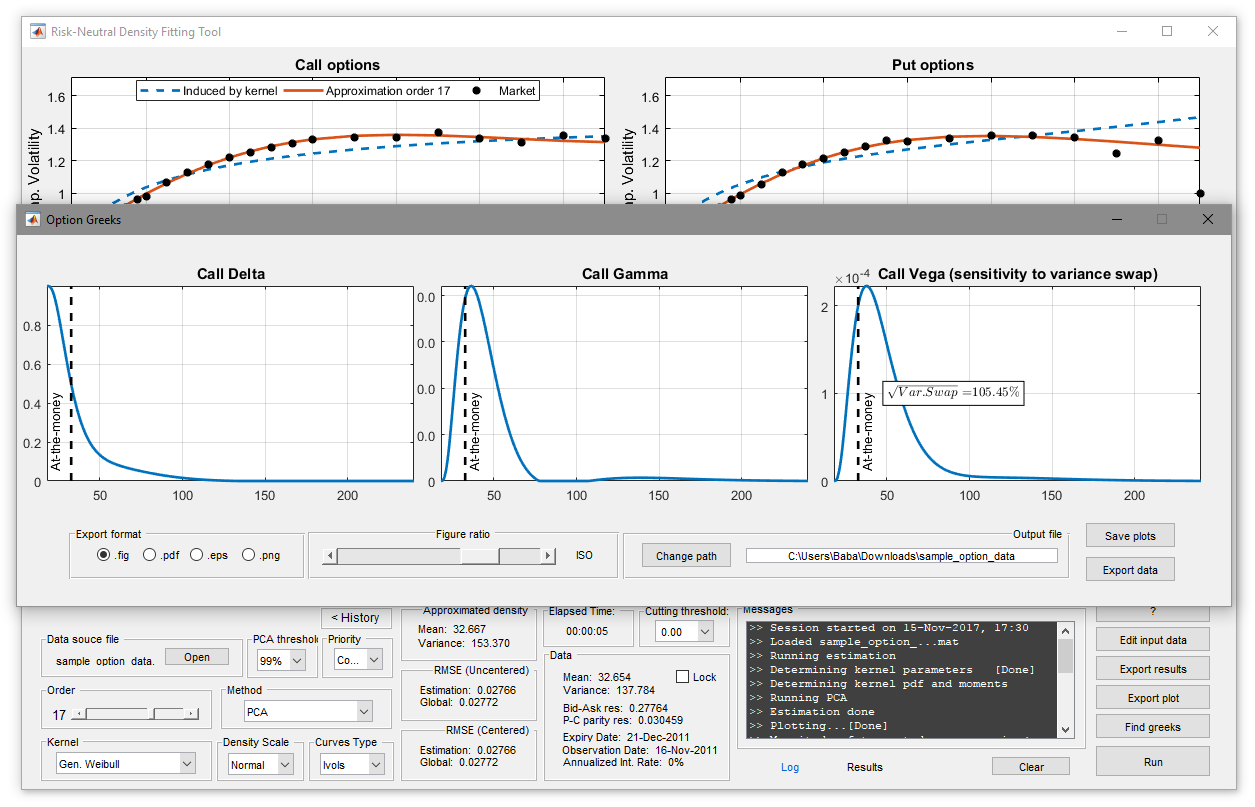 Risk-Neutral Density Fitting Tool
Call options
Put options
Induced by kernel Approximation order 17 Market
1.6
1.4
1.2
1
mp. Volatility
1.6
1.4
1.2
1
mp. Volatility
Option Greeks
Call Delta
Call Gamma
×10-4 Call Vega (sensitivity to variance swap)
0.8
0.6
0.4
0.2
0
At-the-money
50 100 150 200
0.0
0.0
0.0
0.0
0
At-the-money
50 100 150 200
2
1
0
At-the-money
√Var.Swap =105.45%
50 100 150 200
Export format
.fig .pdf .eps .png
Figure ratio
ISO
Output file
Change path
C:\Users\Baba\Downloads\sample_option_data
Save plots
Export data
< History
Data souce file
sample_option_data.
Open
PCA threshol
99%
Priority
Co...
Order
17
Method
PCA
Kernel
Gen. Weibull
Density Scale
Normal
Curves Type
Ivols
Approximated density
Mean: 32.667
Variance: 153.370
RMSE (Uncentered)
Estimation: 0.02766
Global: 0.02772
RMSE (Centered)
Estimation: 0.02766
Global: 0.02772
Elapsed Time:
00:00:05
Cutting threshold:
0.00
Data
Mean: 32.654
Lock
Variance: 137.784
Bid-Ask res: 0.27764
P-C parity res: 0.030459
Expiry Date: 21-Dec-2011
Observation Date: 16-Nov-2011
Annualized Int. Rate: 0%
Messages
>> Session started on 15-Nov-2017, 17:30
>> Loaded sample_option_...mat
>> Running estimation
>> Determining kernel parameters [Done]
>> Determining kernel pdf and moments
>> Running PCA
>> Estimation done
>> Plotting...[Done]
Log
Results
Clear
?
Edit input data
Export results
Export plot
Find greeks
Run